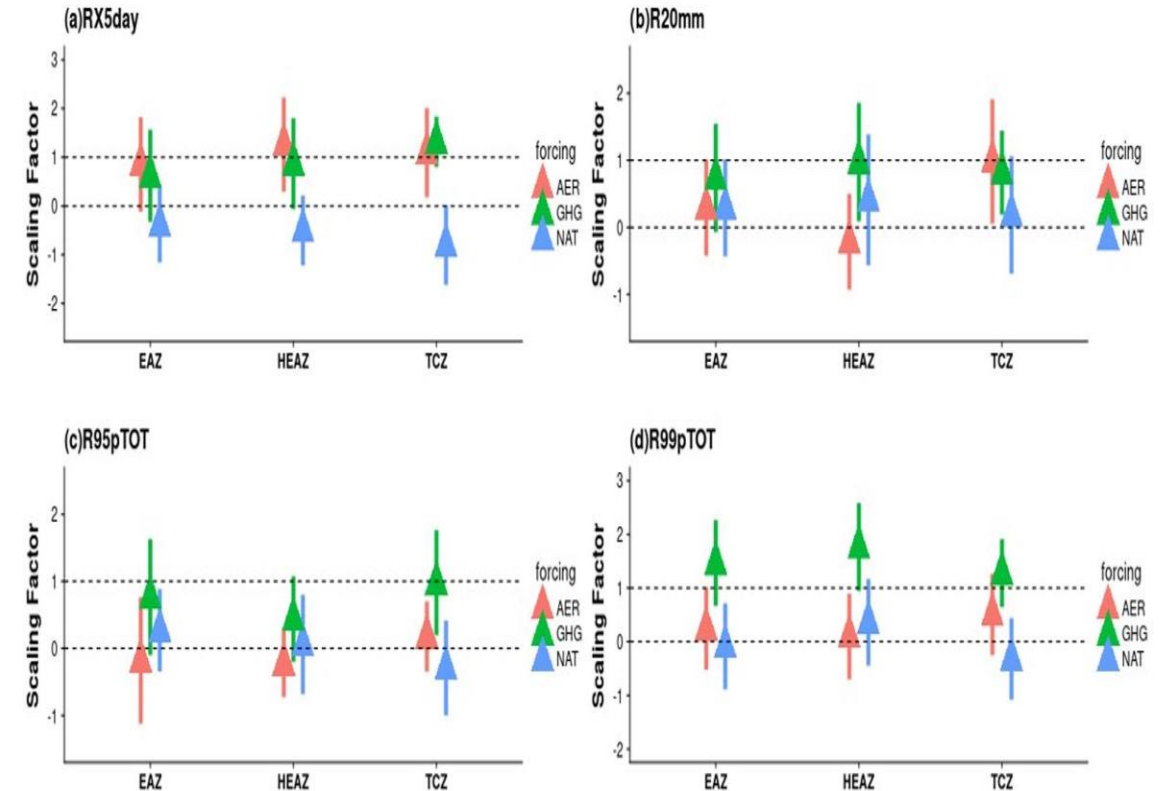 (a)RX5day
Scaling Factor
3
2
1
0
-1
-2
EAZ HEAZ TCZ
forcing
AER
GHG
NAT
(b)R20mm
Scaling Factor
2
1
0
-1
EAZ HEAZ TCZ
forcing
AER
GHG
NAT
(c)R95pTOT
Scaling Factor
2
1
0
-1
EAZ HEAZ TCZ
forcing
AER
GHG
NAT
(d)R99pTOT
Scaling Factor
3
2
1
0
-1
-2
EAZ HEAZ TCZ
forcing
AER
GHG
NAT